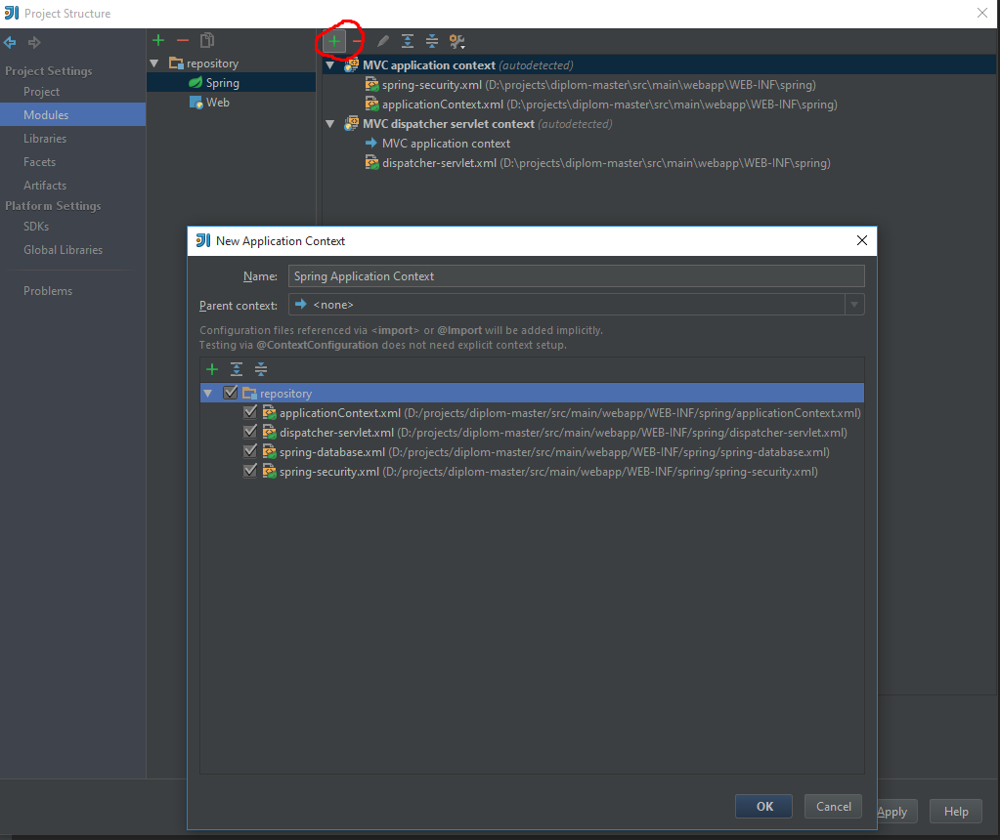 Project Structure
Project Settings
Project
Modules
Libraries
Facets
Artifacts
Platform Settings
SDKs
Global Libraries
Problems
repository
Spring
Web
MVC application context (autodetected)
spring-security.xml (D:\projects\diplom-master\src\main\webapp\WEB-INF\spring)
applicationContext.xml (D:\projects\diplom-master\src\main\webapp\WEB-INF\spring)
MVC dispatcher servlet context (autodetected)
MVC application context
dispatcher-servlet.xml (D:\projects\diplom-master\src\main\webapp\WEB-INF\spring)
New Application Context
Name: Spring Application Context
Parent context: <none>
Configuration files referenced via <import> or @Import will be added implicitly.
Testing via @ContextConfiguration does not need explicit context setup.
repository
applicationContext.xml (D:/projects/diplom-master/src/main/webapp/WEB-INF/spring/applicationContext.xml)
dispatcher-servlet.xml (D:/projects/diplom-master/src/main/webapp/WEB-INF/spring/dispatcher-servlet.xml)
spring-database.xml (D:/projects/diplom-master/src/main/webapp/WEB-INF/spring/spring-database.xml)
spring-security.xml (D:/projects/diplom-master/src/main/webapp/WEB-INF/spring/spring-security.xml)
OK Cancel
Apply Help